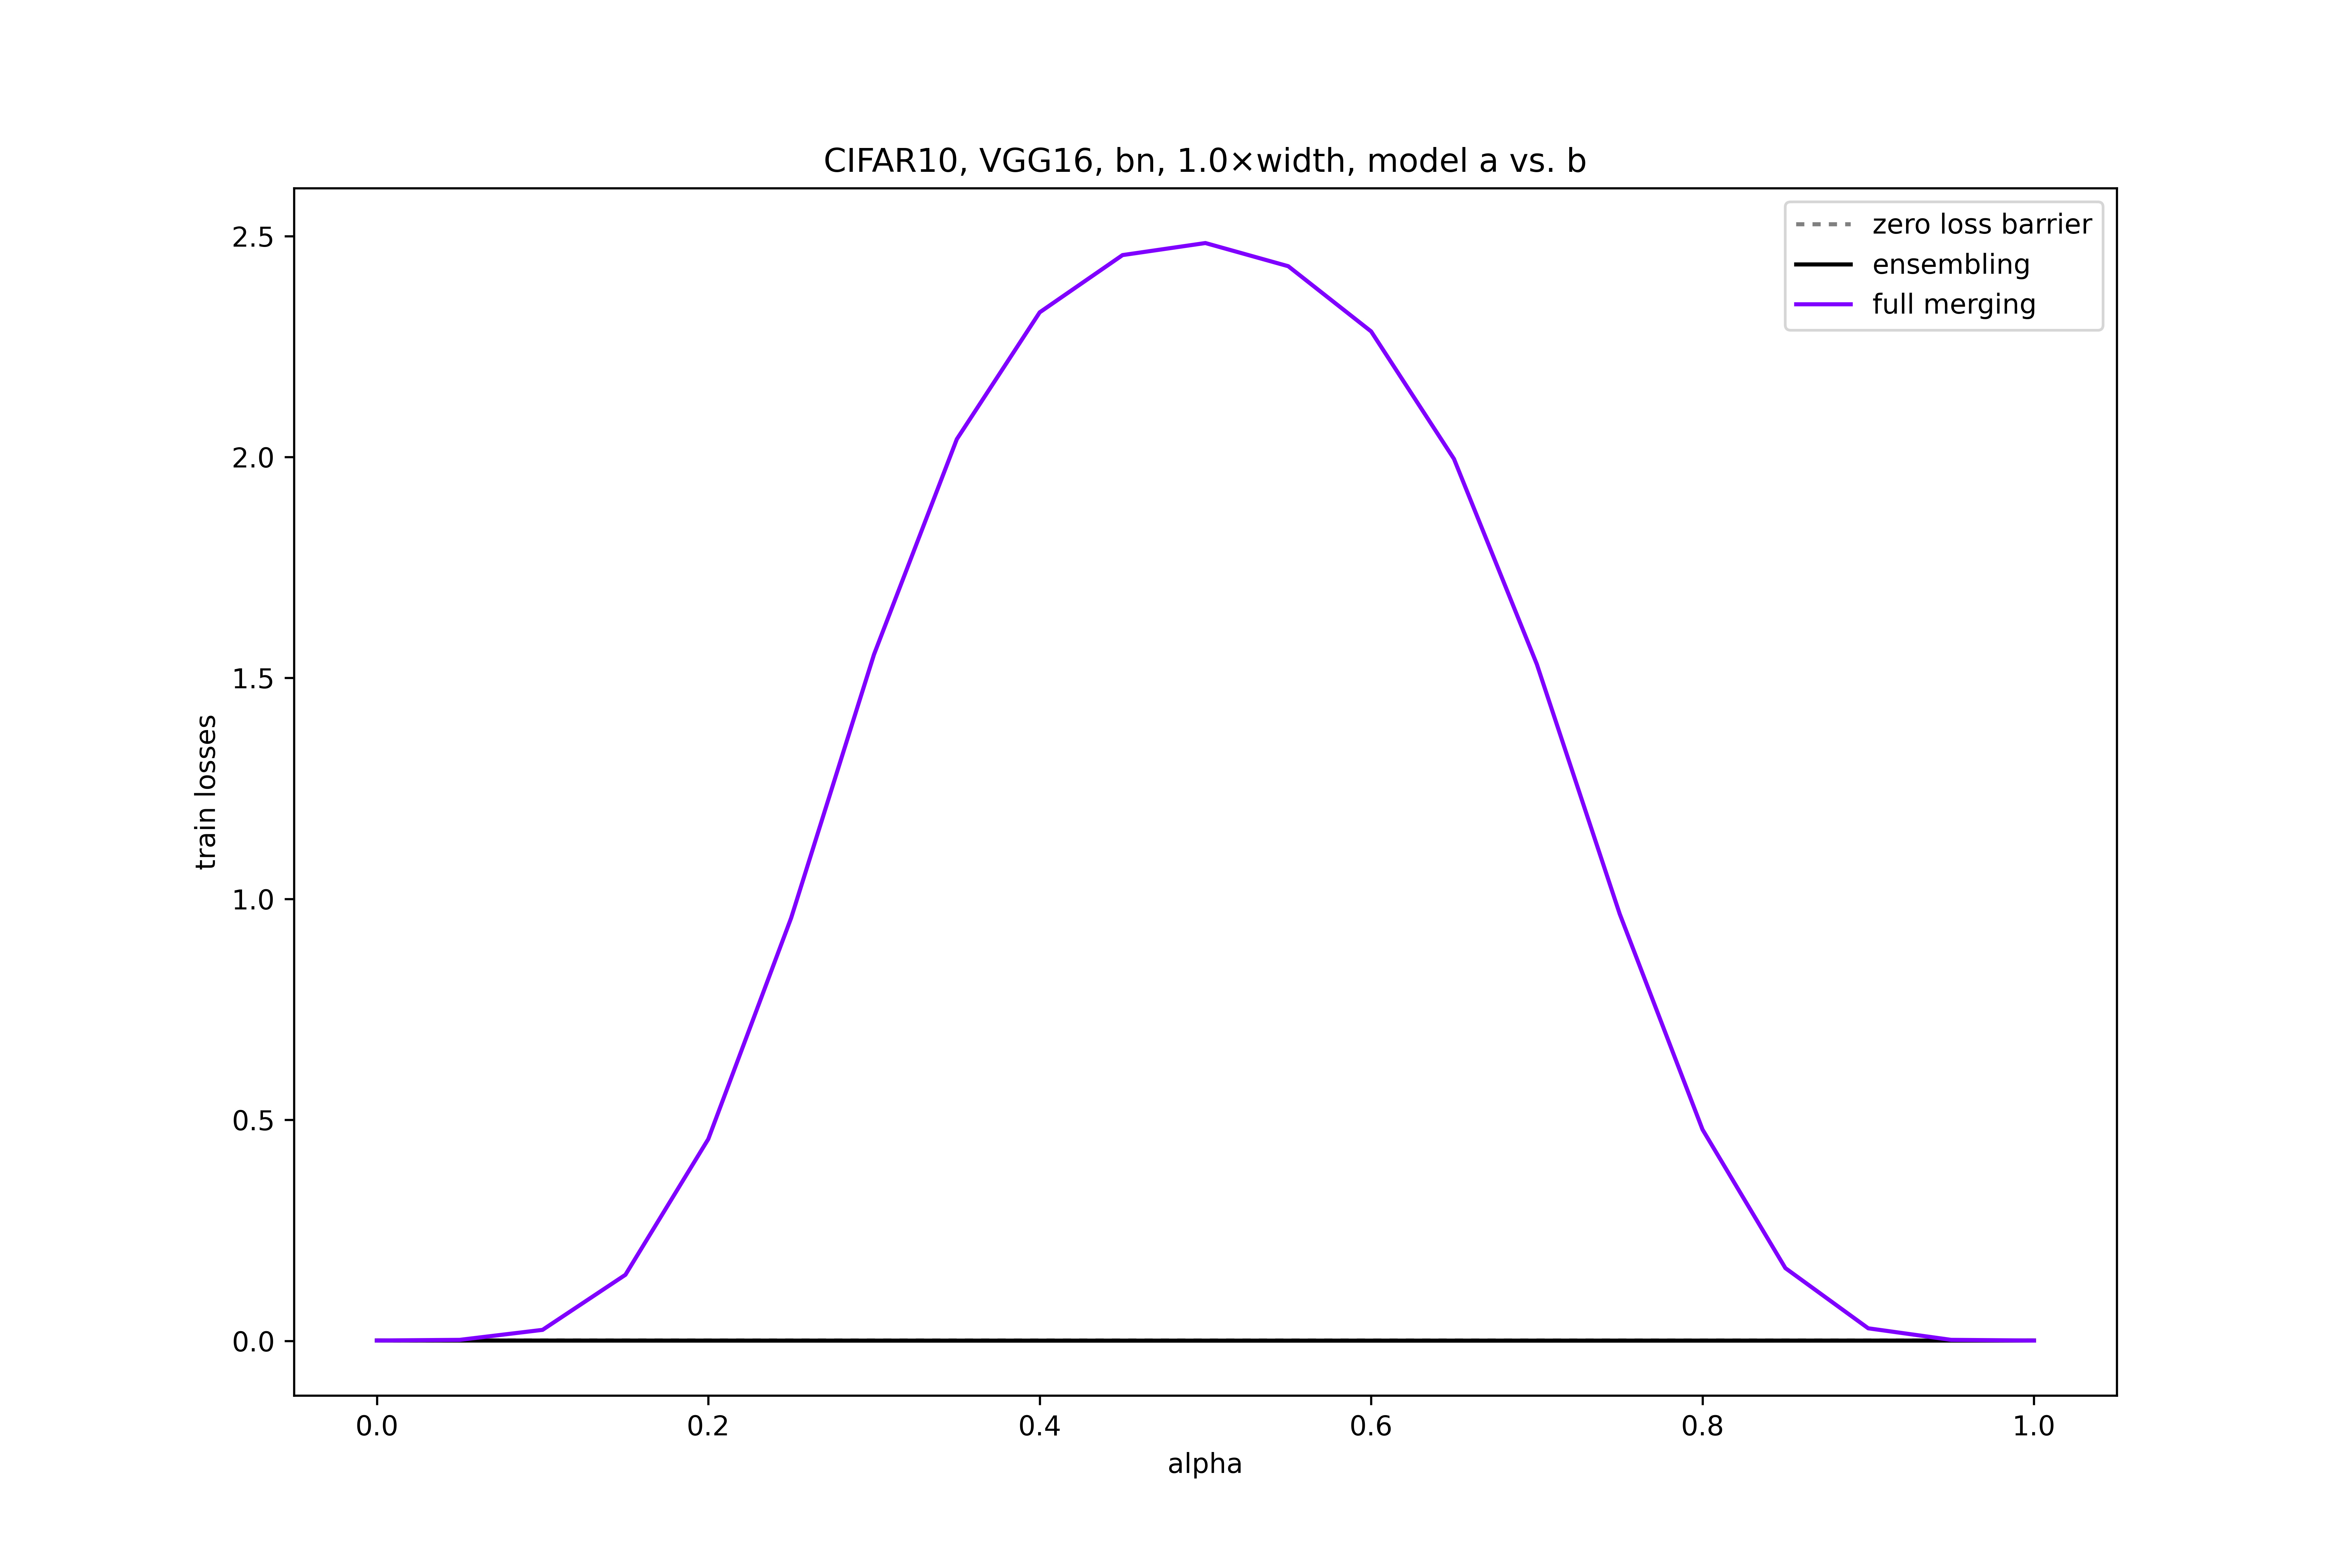 CIFAR10, VGG16, bn, 1.0×width, model a vs. b
zero loss barrier
ensembling
full merging
2.5
2.0
1.5
1.0
0.5
0.0
train losses
0.0 0.2 0.4 0.6 0.8 1.0
alpha